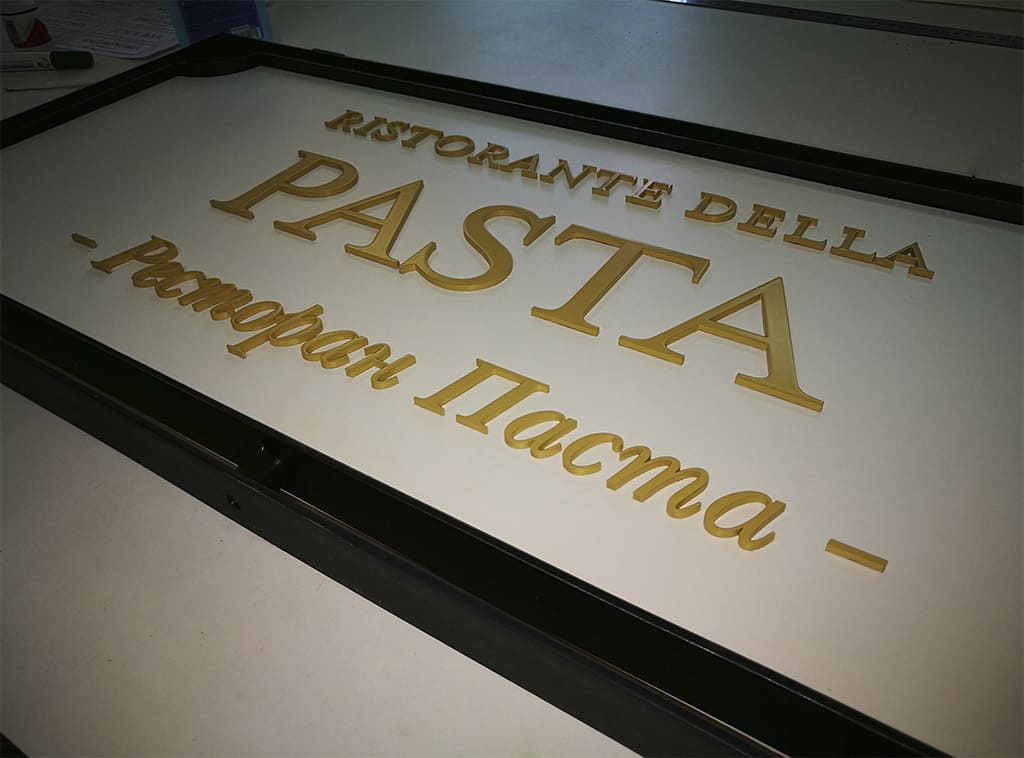 RISTORANTE DELLA
PASTA
- Ресторан Паста -